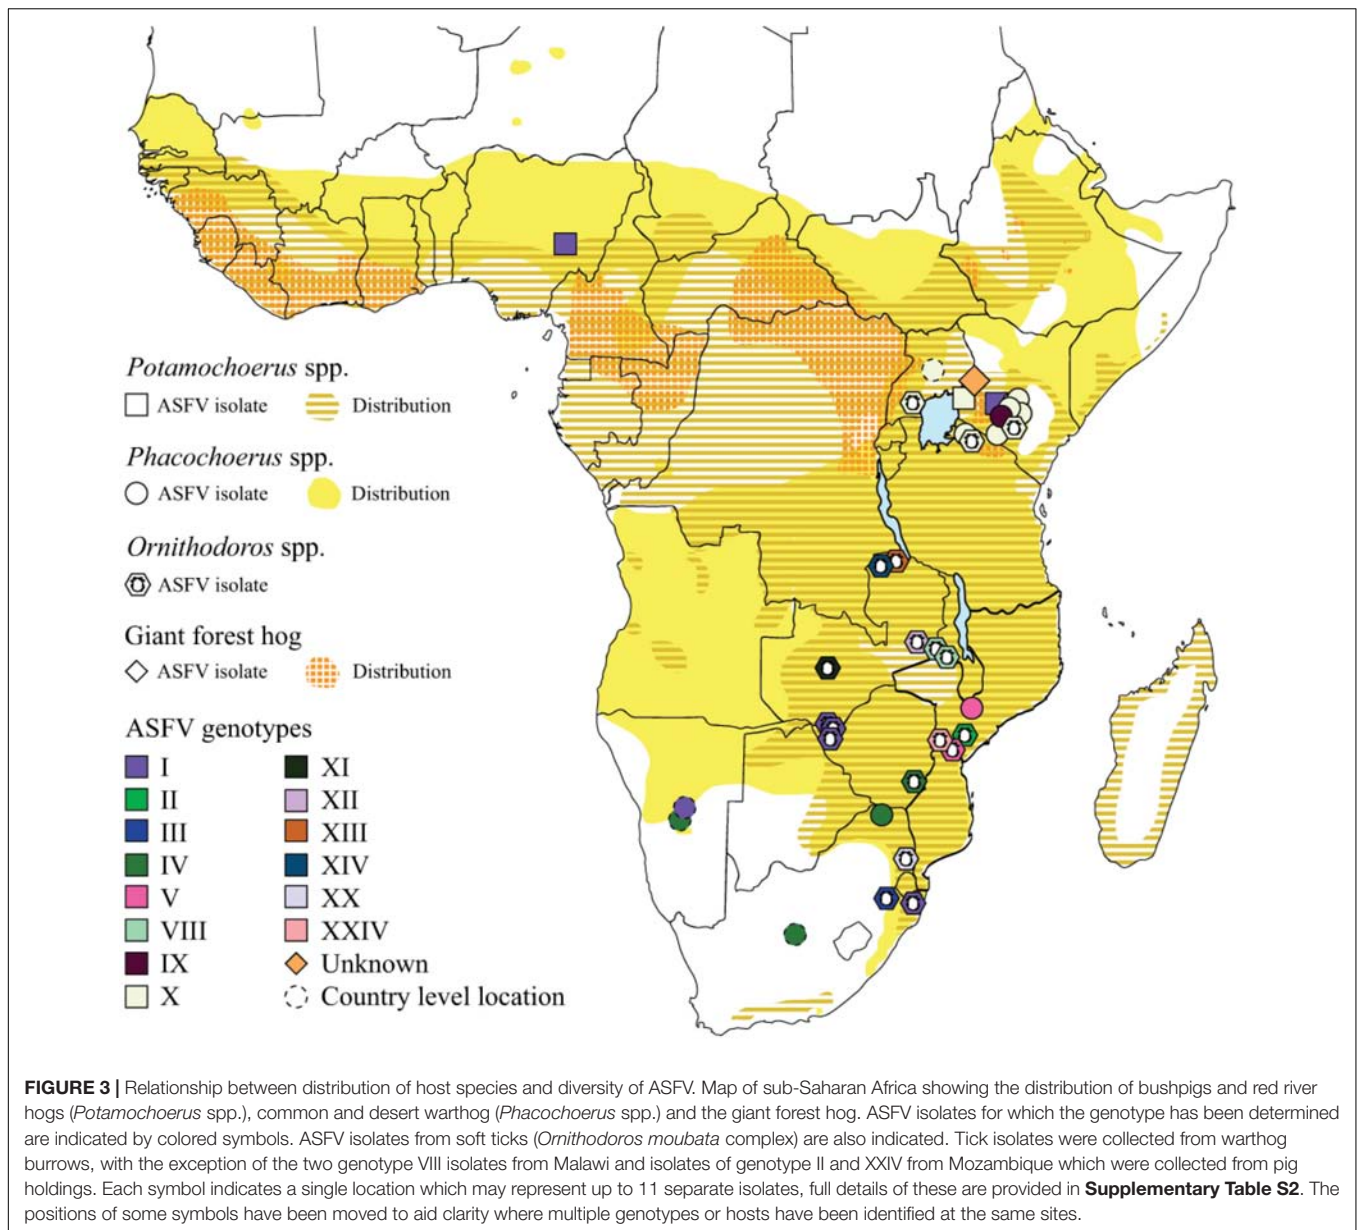 Potamochoerus spp.
ASFV isolate Distribution
Phacochoerus spp.
ASFV isolate Distribution
Ornithodoros spp.
ASFV isolate
Giant forest hog
ASFV isolate Distribution
ASFV genotypes
I XI
II XII
III XIII
IV XIV
V XX
VIII XXIV
IX Unknown
X Country level location
FIGURE 3 | Relationship between distribution of host species and diversity of ASFV. Map of sub-Saharan Africa showing the distribution of bushpigs and red river
hogs (Potamochoerus spp.), common and desert warthog (Phacochoerus spp.) and the giant forest hog. ASFV isolates for which the genotype has been determined
are indicated by colored symbols. ASFV isolates from soft ticks (Ornithodoros moubata complex) are also indicated. Tick isolates were collected from warthog
burrows, with the exception of the two genotype VIII isolates from Malawi and isolates of genotype II and XXIV from Mozambique which were collected from pig
holdings. Each symbol indicates a single location which may represent up to 11 separate isolates, full details of these are provided in Supplementary Table S2. The
positions of some symbols have been moved to aid clarity where multiple genotypes or hosts have been identified at the same sites.